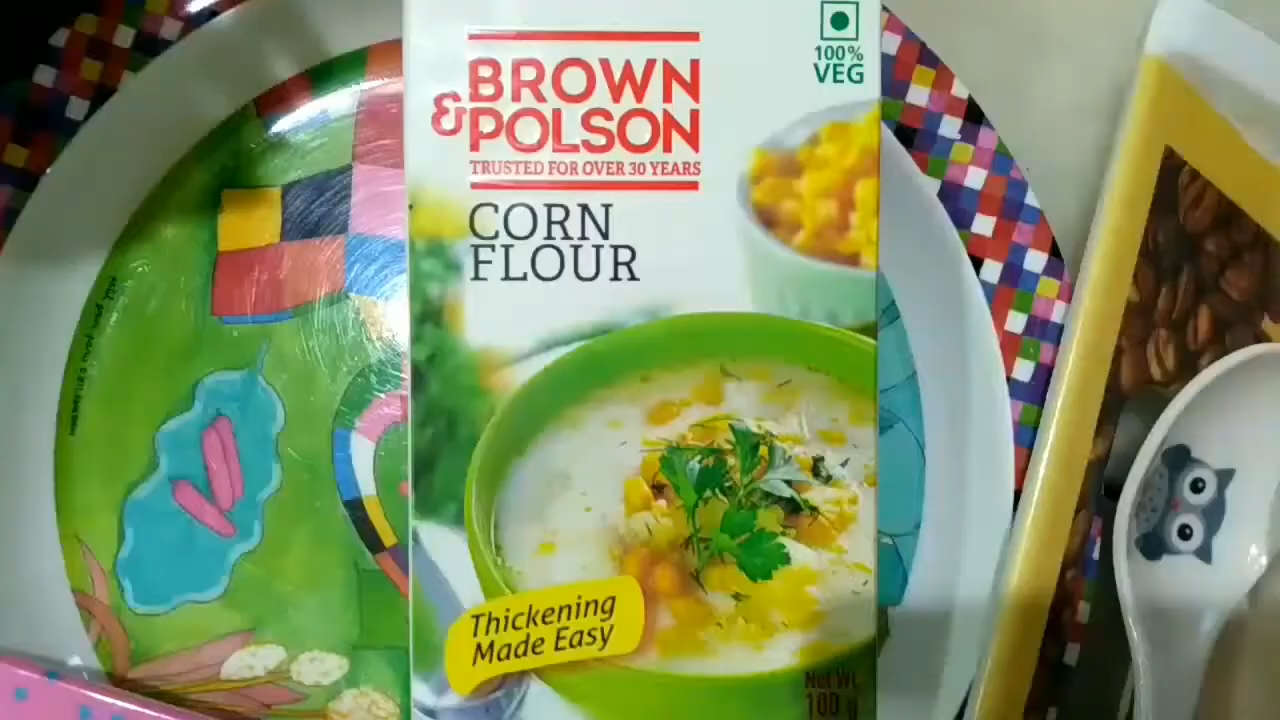 100%
VEG
BROWN
& POLSON
TRUSTED FOR OVER 30 YEARS
CORN
FLOUR
Thickening
Made Easy
Net Wt.
100 g